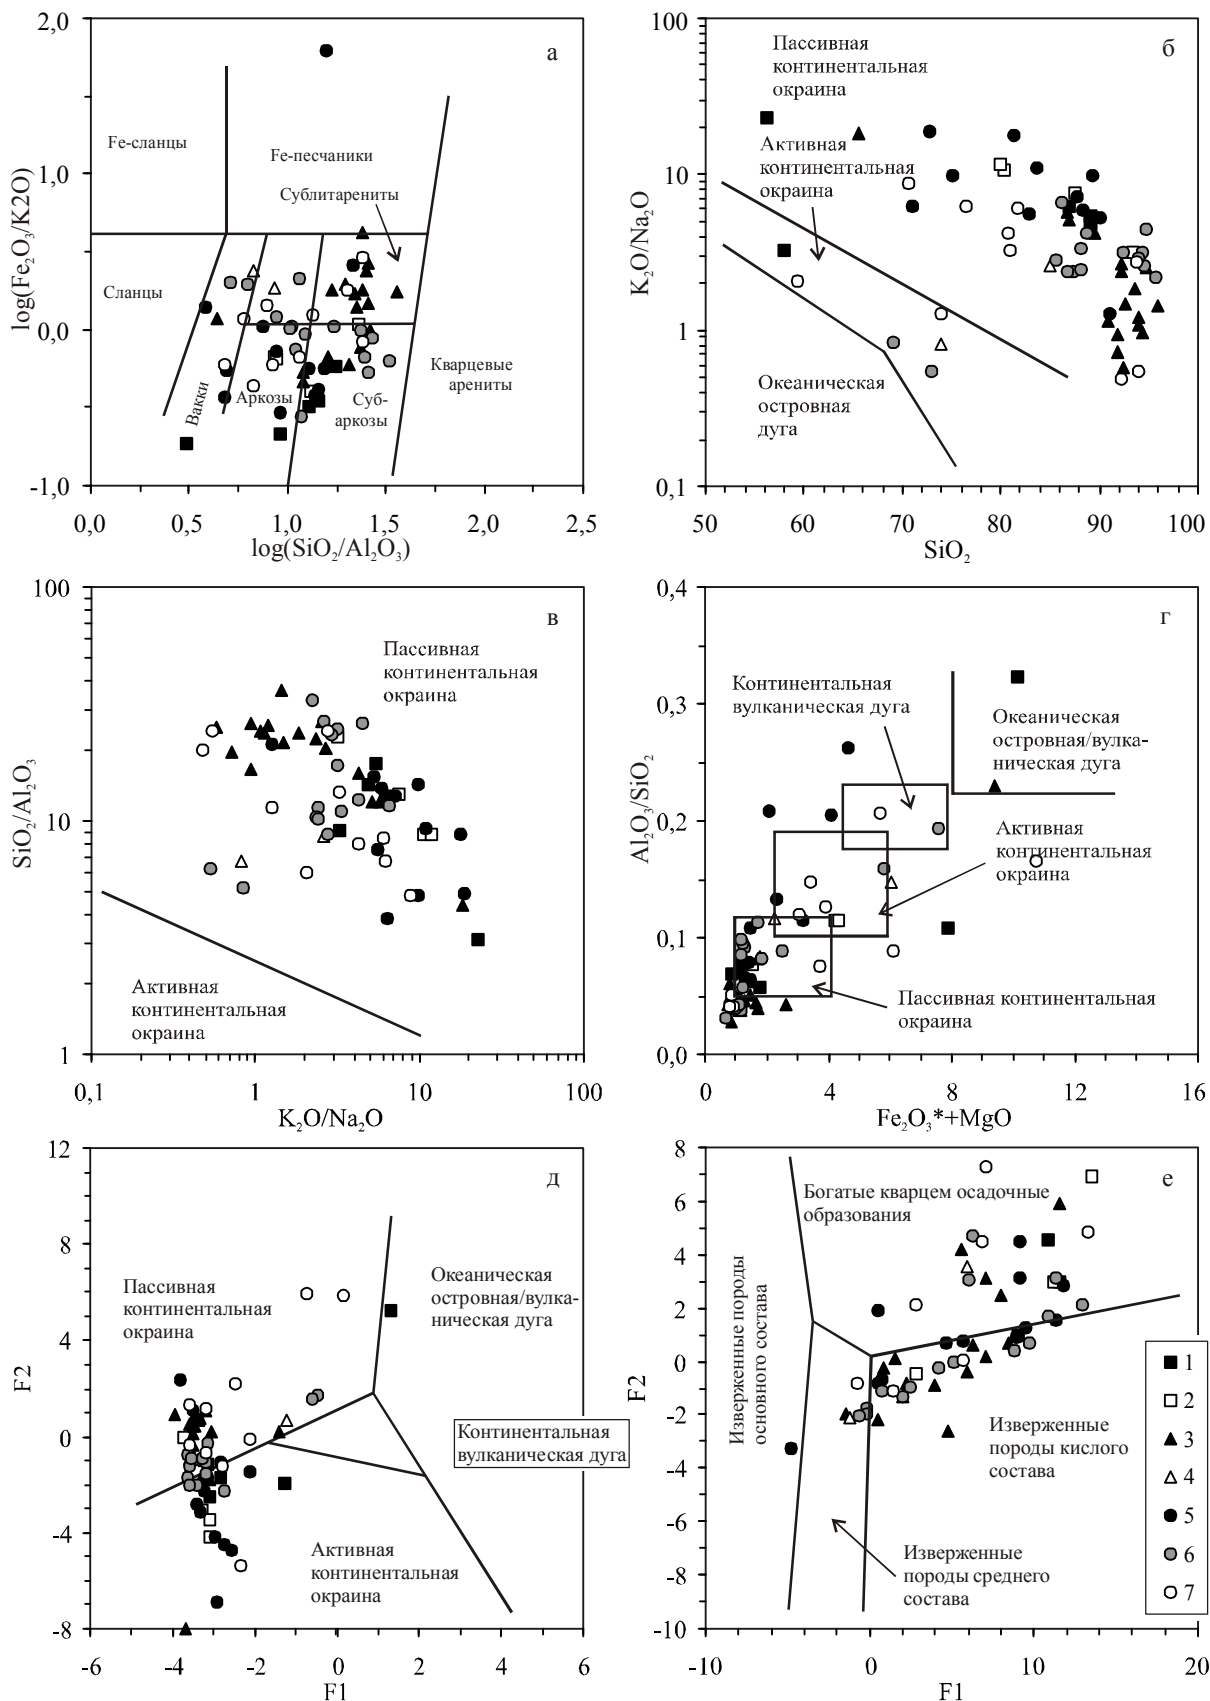 а
2,0
1,0
0,0
-1,0
log(Fe₂O₃/K2O)
Fe-сланцы
Fe-песчаники
Сублитарениты
Сланцы
Вакки
Аркозы
Суб-
аркозы
Кварцевые
арениты
0,0 0,5 1,0 1,5 2,0 2,5
log(SiO₂/Al₂O₃)
б
100
10
1
0,1
K₂O/Na₂O
Пассивная
континентальная
окраина
Активная
континентальная
окраина
Океаническая
островная
дуга
50 60 70 80 90 100
SiO₂
в
100
10
1
SiO₂/Al₂O₃
Пассивная
континентальная
окраина
Активная
континентальная
окраина
0,1 1 10 100
K₂O/Na₂O
г
0,4
0,3
0,2
0,1
0,0
Al₂O₃/SiO₂
Континентальная
вулканическая дуга
Океаническая
островная/вулка-
ническая дуга
Активная
континентальная
окраина
Пассивная континентальная
окраина
0 4 8 12 16
Fe₂O₃*+MgO
д
12
8
4
0
-4
-8
F2
Пассивная
континентальная
окраина
Океаническая
островная/вулка-
ническая дуга
Континентальная
вулканическая дуга
Активная
континентальная
окраина
-6 -4 -2 0 2 4 6
F1
е
8
6
4
2
0
-2
-4
-6
-8
-10
F2
Богатые кварцем осадочные
образования
Изверженные породы
основного состава
Изверженные
породы кислого
состава
Изверженные
породы среднего
состава
1
2
3
4
5
6
7
-10 0 10 20
F1